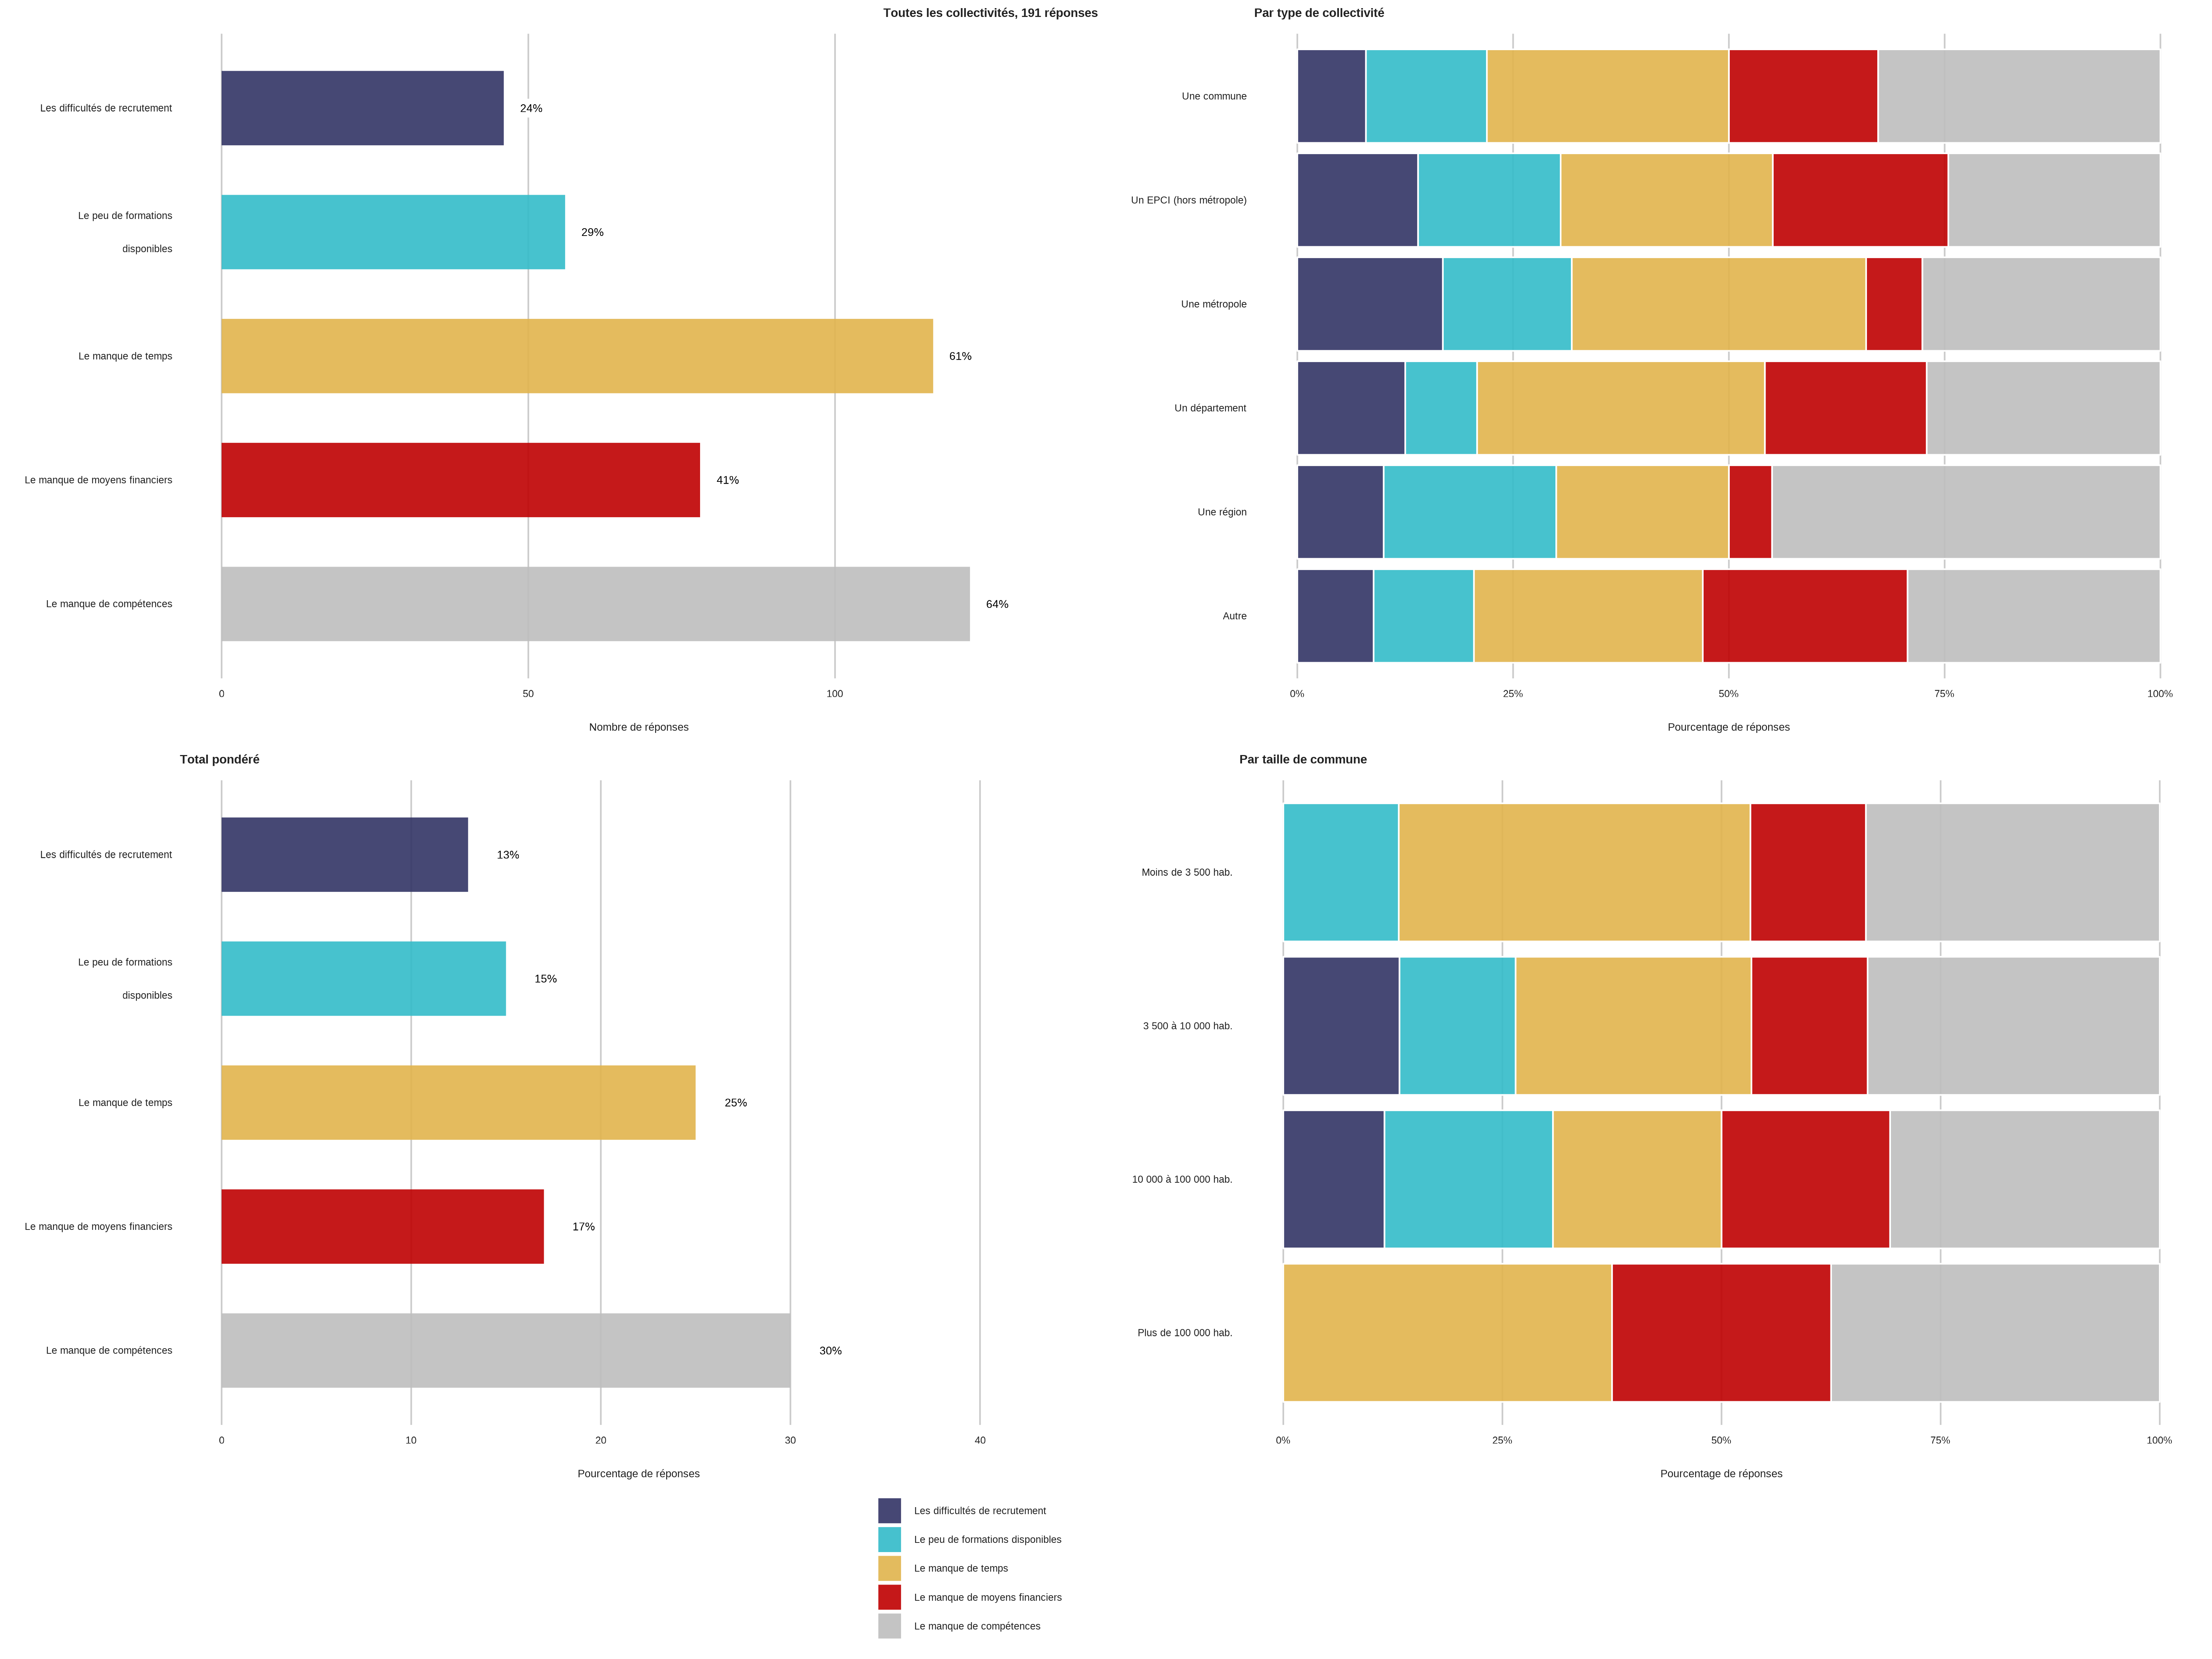 Toutes les collectivités, 191 réponses
Les difficultés de recrutement
24%
Le peu de formations
disponibles
29%
Le manque de temps
61%
Le manque de moyens financiers
41%
Le manque de compétences
64%
0 50 100
Nombre de réponses
Par type de collectivité
Une commune
Un EPCI (hors métropole)
Une métropole
Un département
Une région
Autre
0% 25% 50% 75% 100%
Pourcentage de réponses
Total pondéré
Les difficultés de recrutement
13%
Le peu de formations
disponibles
15%
Le manque de temps
25%
Le manque de moyens financiers
17%
Le manque de compétences
30%
0 10 20 30 40
Pourcentage de réponses
Par taille de commune
Moins de 3 500 hab.
3 500 à 10 000 hab.
10 000 à 100 000 hab.
Plus de 100 000 hab.
0% 25% 50% 75% 100%
Pourcentage de réponses
Les difficultés de recrutement
Le peu de formations disponibles
Le manque de temps
Le manque de moyens financiers
Le manque de compétences